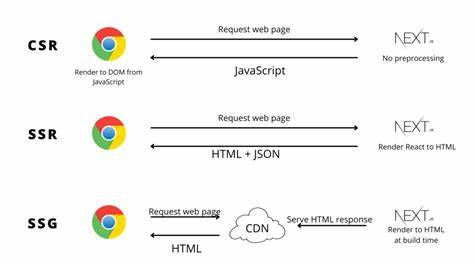 Request web page
CSR
NEXT.JS
JavaScript
Render to DOM from
JavaScript
No preprocessing
Request web page
SSR
NEXT.JS
HTML + JSON
Render React to HTML
Request web page
SSG
CDN
Serve HTML response
NEXT.JS
HTML
Render to HTML
at build time